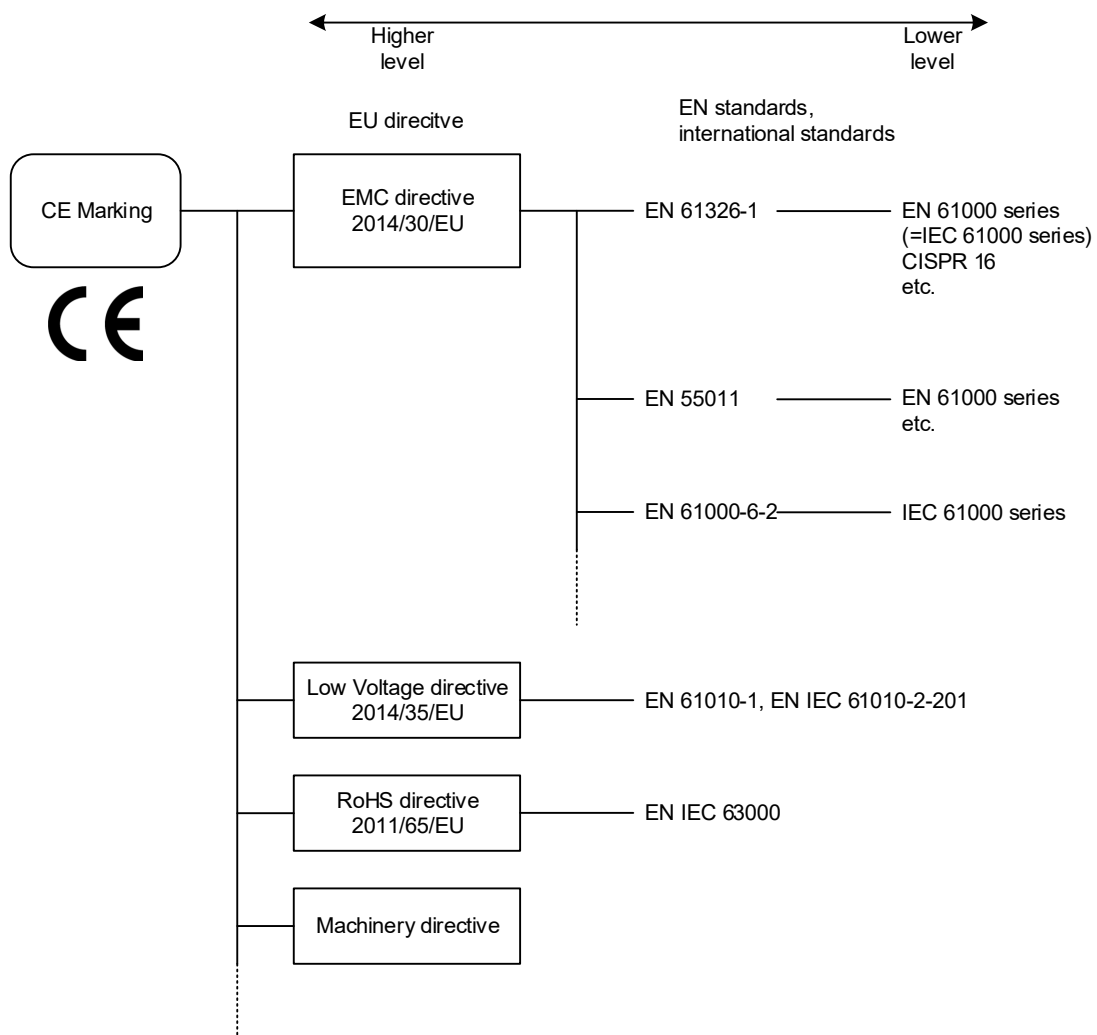 Higher
level
Lower
level
EU direcitve
EN standards,
international standards
CE Marking
EMC directive
2014/30/EU
EN 61326-1
EN 61000 series
(=IEC 61000 series)
CISPR 16
etc.
CE
EN 55011
EN 61000 series
etc.
EN 61000-6-2
IEC 61000 series
Low Voltage directive
2014/35/EU
EN 61010-1, EN IEC 61010-2-201
RoHS directive
2011/65/EU
EN IEC 63000
Machinery directive